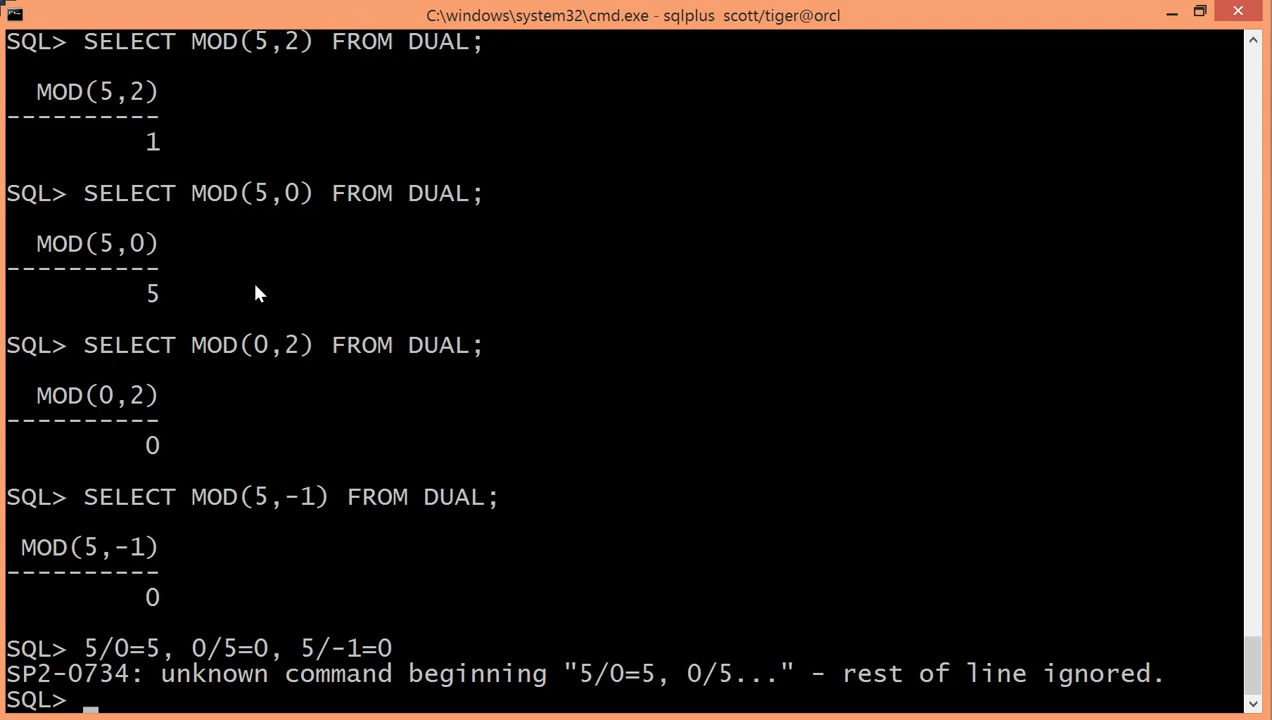 C:\windows\system32\cmd.exe - sqlplus  scott/tiger@orcl
SQL> SELECT MOD(5,2) FROM DUAL;
  MOD(5,2)
----------
         1
SQL> SELECT MOD(5,0) FROM DUAL;
  MOD(5,0)
----------
         5
SQL> SELECT MOD(0,2) FROM DUAL;
  MOD(0,2)
----------
         0
SQL> SELECT MOD(5,-1) FROM DUAL;
 MOD(5,-1)
----------
         0
SQL> 5/0=5, 0/5=0, 5/-1=0
SP2-0734: unknown command beginning "5/0=5, 0/5..." - rest of line ignored.
SQL>